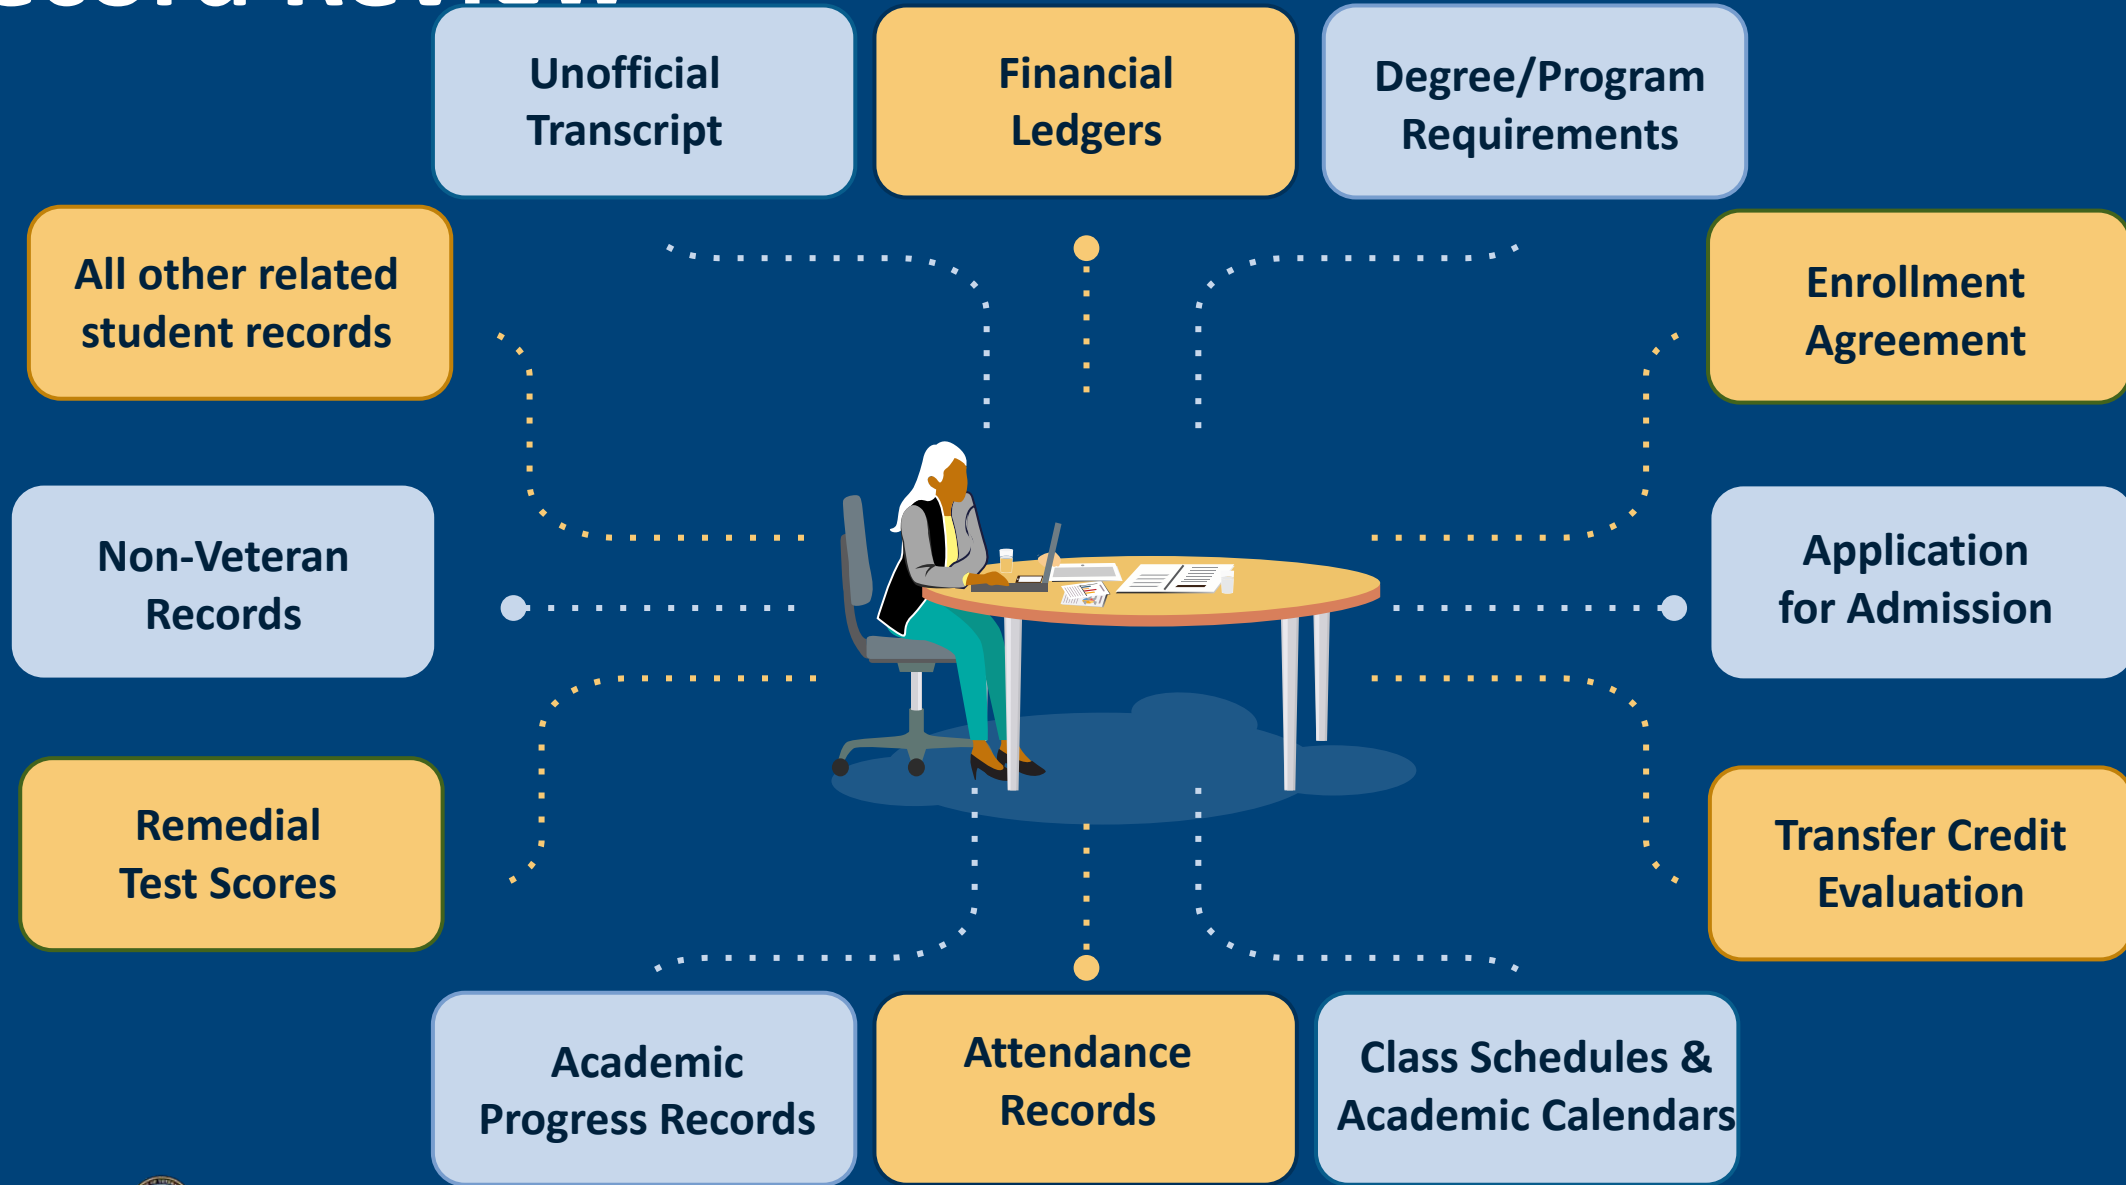 Review
Unofficial
Transcript
Financial
Ledgers
Degree/Program
Requirements
All other related
student records
Enrollment
Agreement
Non-Veteran
Records
Application
for Admission
Remedial
Test Scores
Transfer Credit
Evaluation
Academic
Progress Records
Attendance
Records
Class Schedules &
Academic Calendars